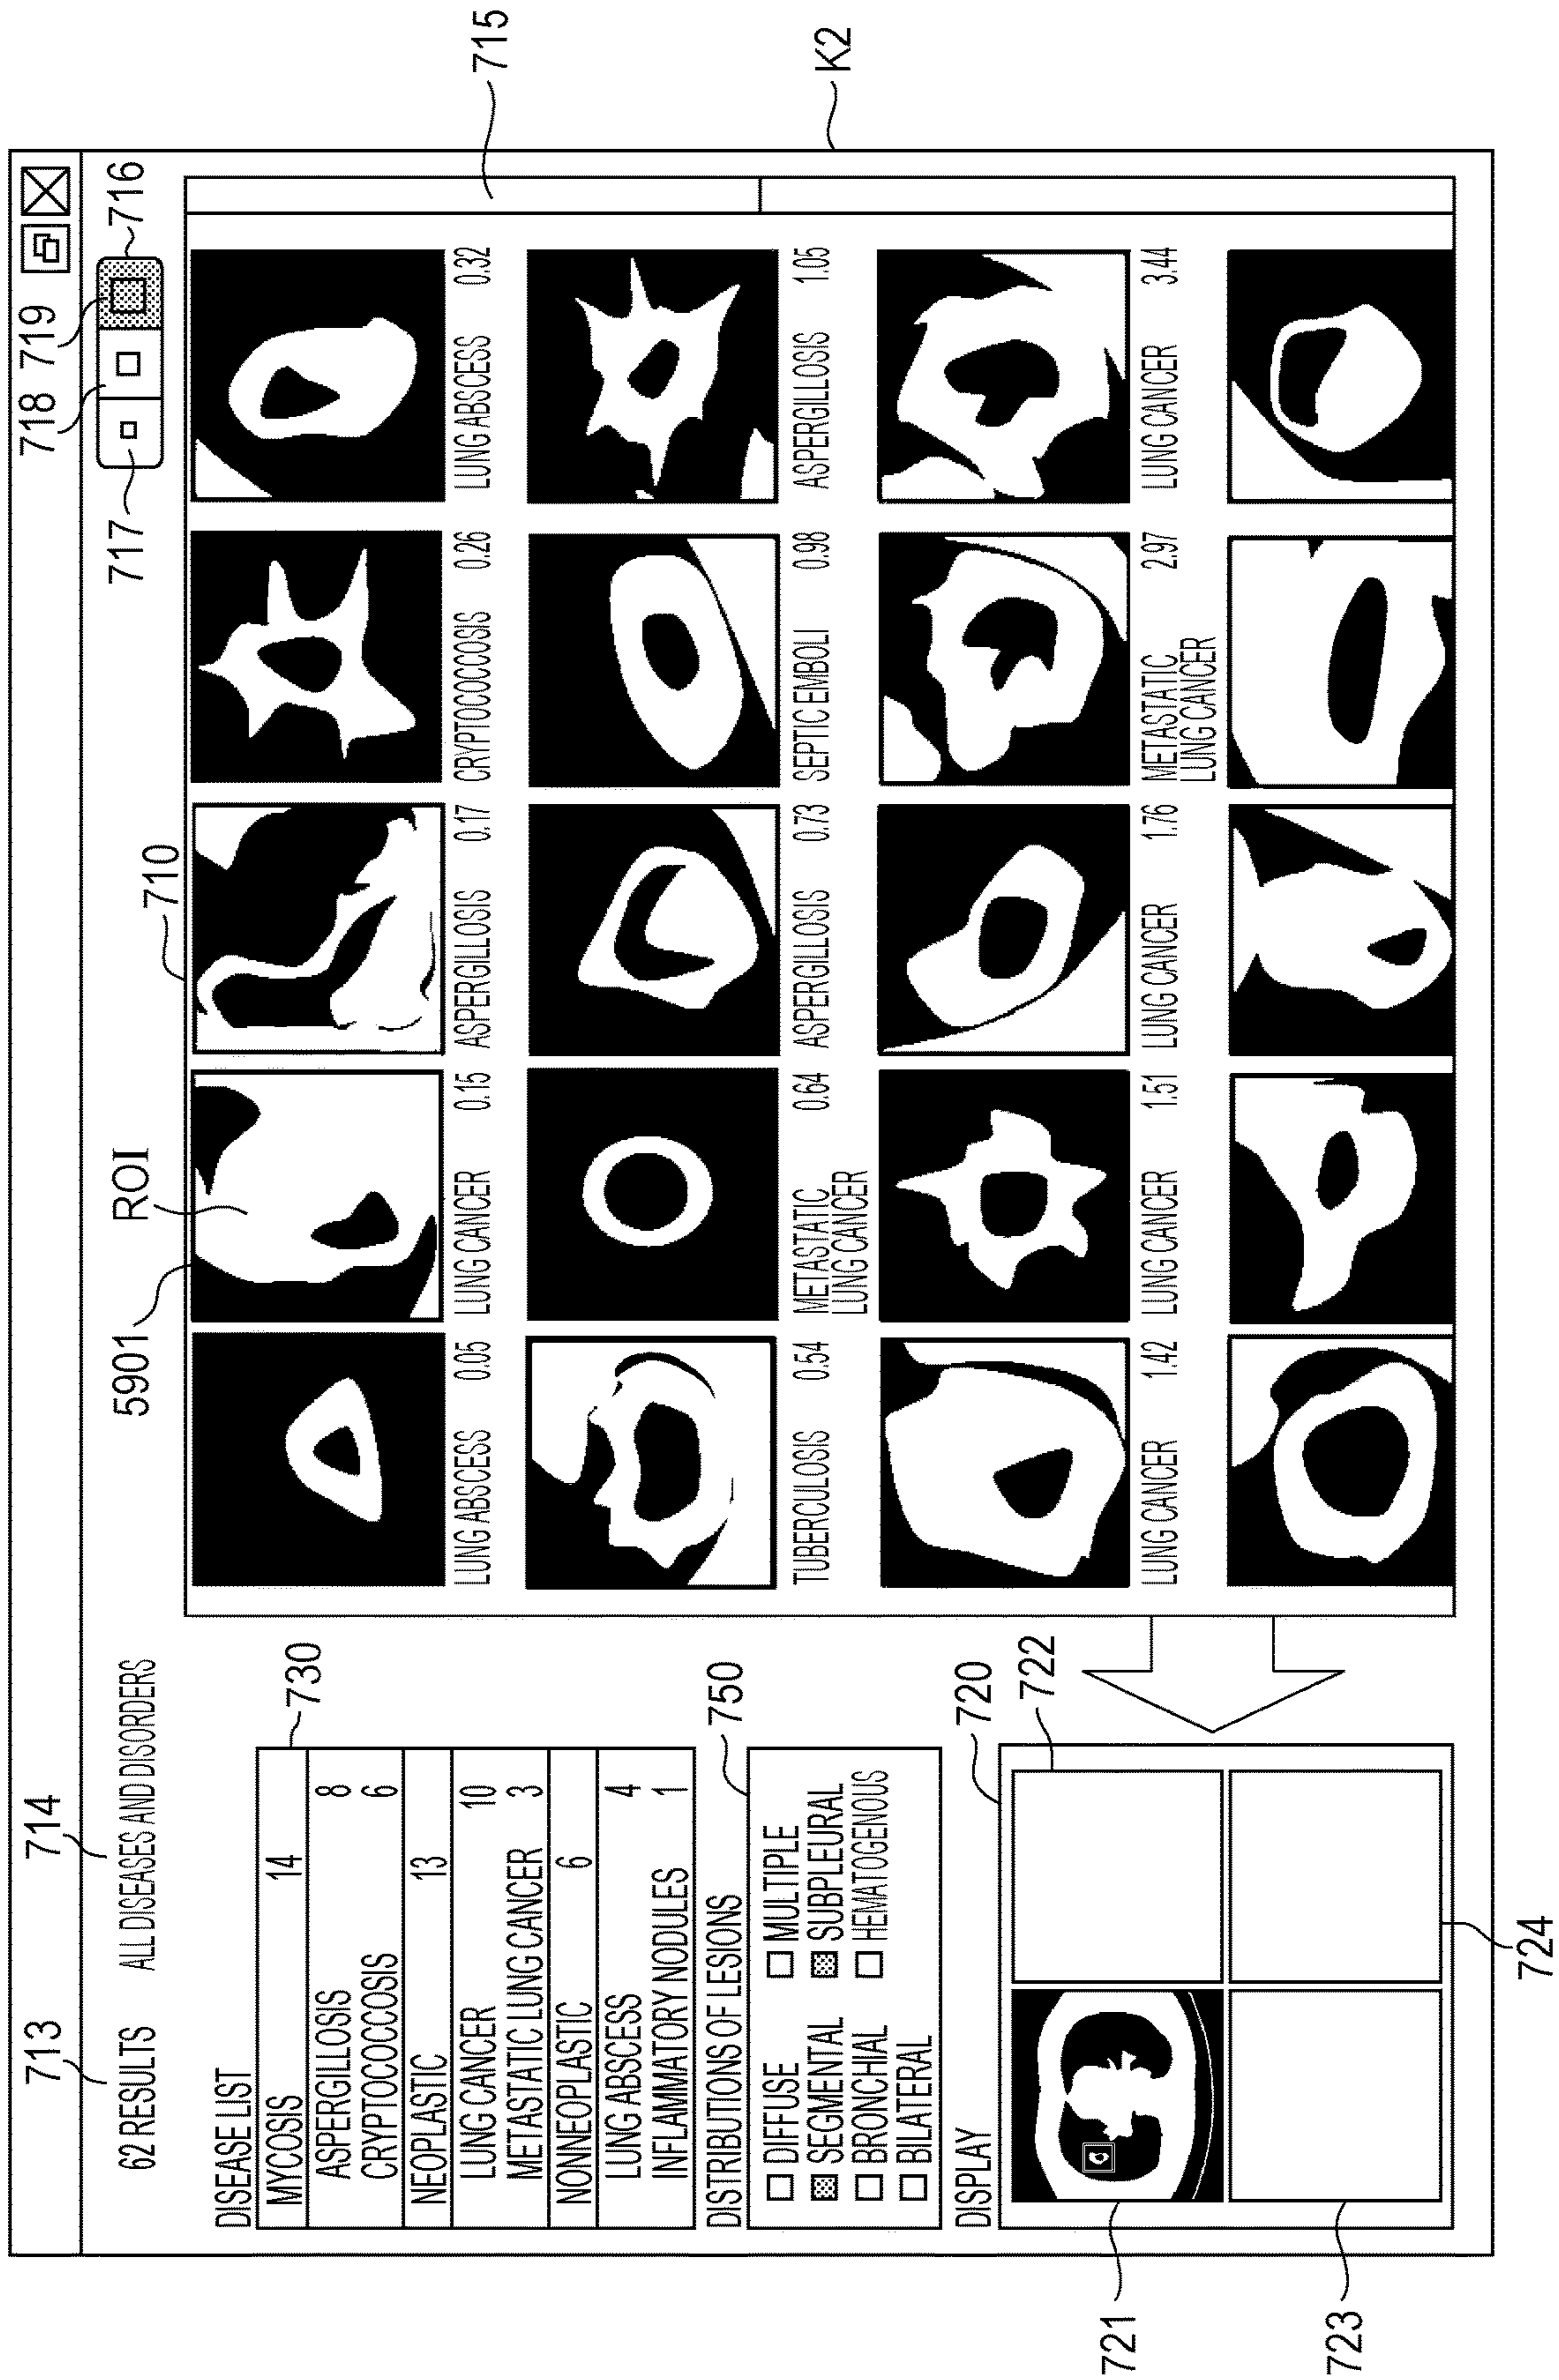 713
714
718
719
62 RESULTS
ALL DISEASES AND DISORDERS
5901
ROI
710
717
716
DISEASE LIST
730
MYCOSIS 14
ASPERGILLOSIS 8
CRYPTOCOCCOSIS 6
NEOPLASTIC 13
LUNG CANCER 10
METASTATIC LUNG CANCER 3
NONNEOPLASTIC 6
LUNG ABSCESS 4
INFLAMMATORY NODULES 1
DISTRIBUTIONS OF LESIONS
750
DIFFUSE
MULTIPLE
SEGMENTAL
SUBPLEURAL
BRONCHIAL
HEMATOGENOUS
BILATERAL
DISPLAY
720
722
721
723
724
LUNG ABSCESS 0.05
LUNG CANCER 0.15
ASPERGILLOSIS 0.17
CRYPTOCOCCOSIS 0.26
LUNG ABSCESS 0.32
715
TUBERCULOSIS 0.54
METASTATIC 0.64
LUNG CANCER
ASPERGILLOSIS 0.73
SEPTIC EMBOLI 0.98
ASPERGILLOSIS 1.05
K2
LUNG CANCER 1.42
LUNG CANCER 1.51
LUNG CANCER 1.76
METASTATIC 2.97
LUNG CANCER
LUNG CANCER 3.44